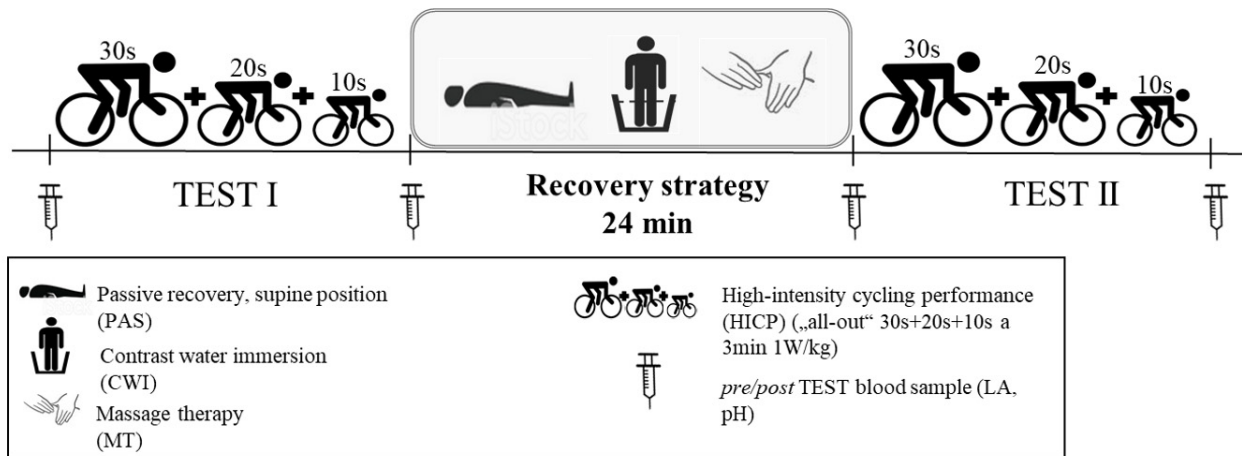 30s
20s
10s
30s
20s
10s
iStock
TEST I
Recovery strategy
24 min
TEST II
Passive recovery, supine position
(PAS)
Contrast water immersion
(CWI)
Massage therapy
(MT)
High-intensity cycling performance
(HICP) („all-out“ 30s+20s+10s a
3min 1W/kg)
pre/post TEST blood sample (LA,
pH)